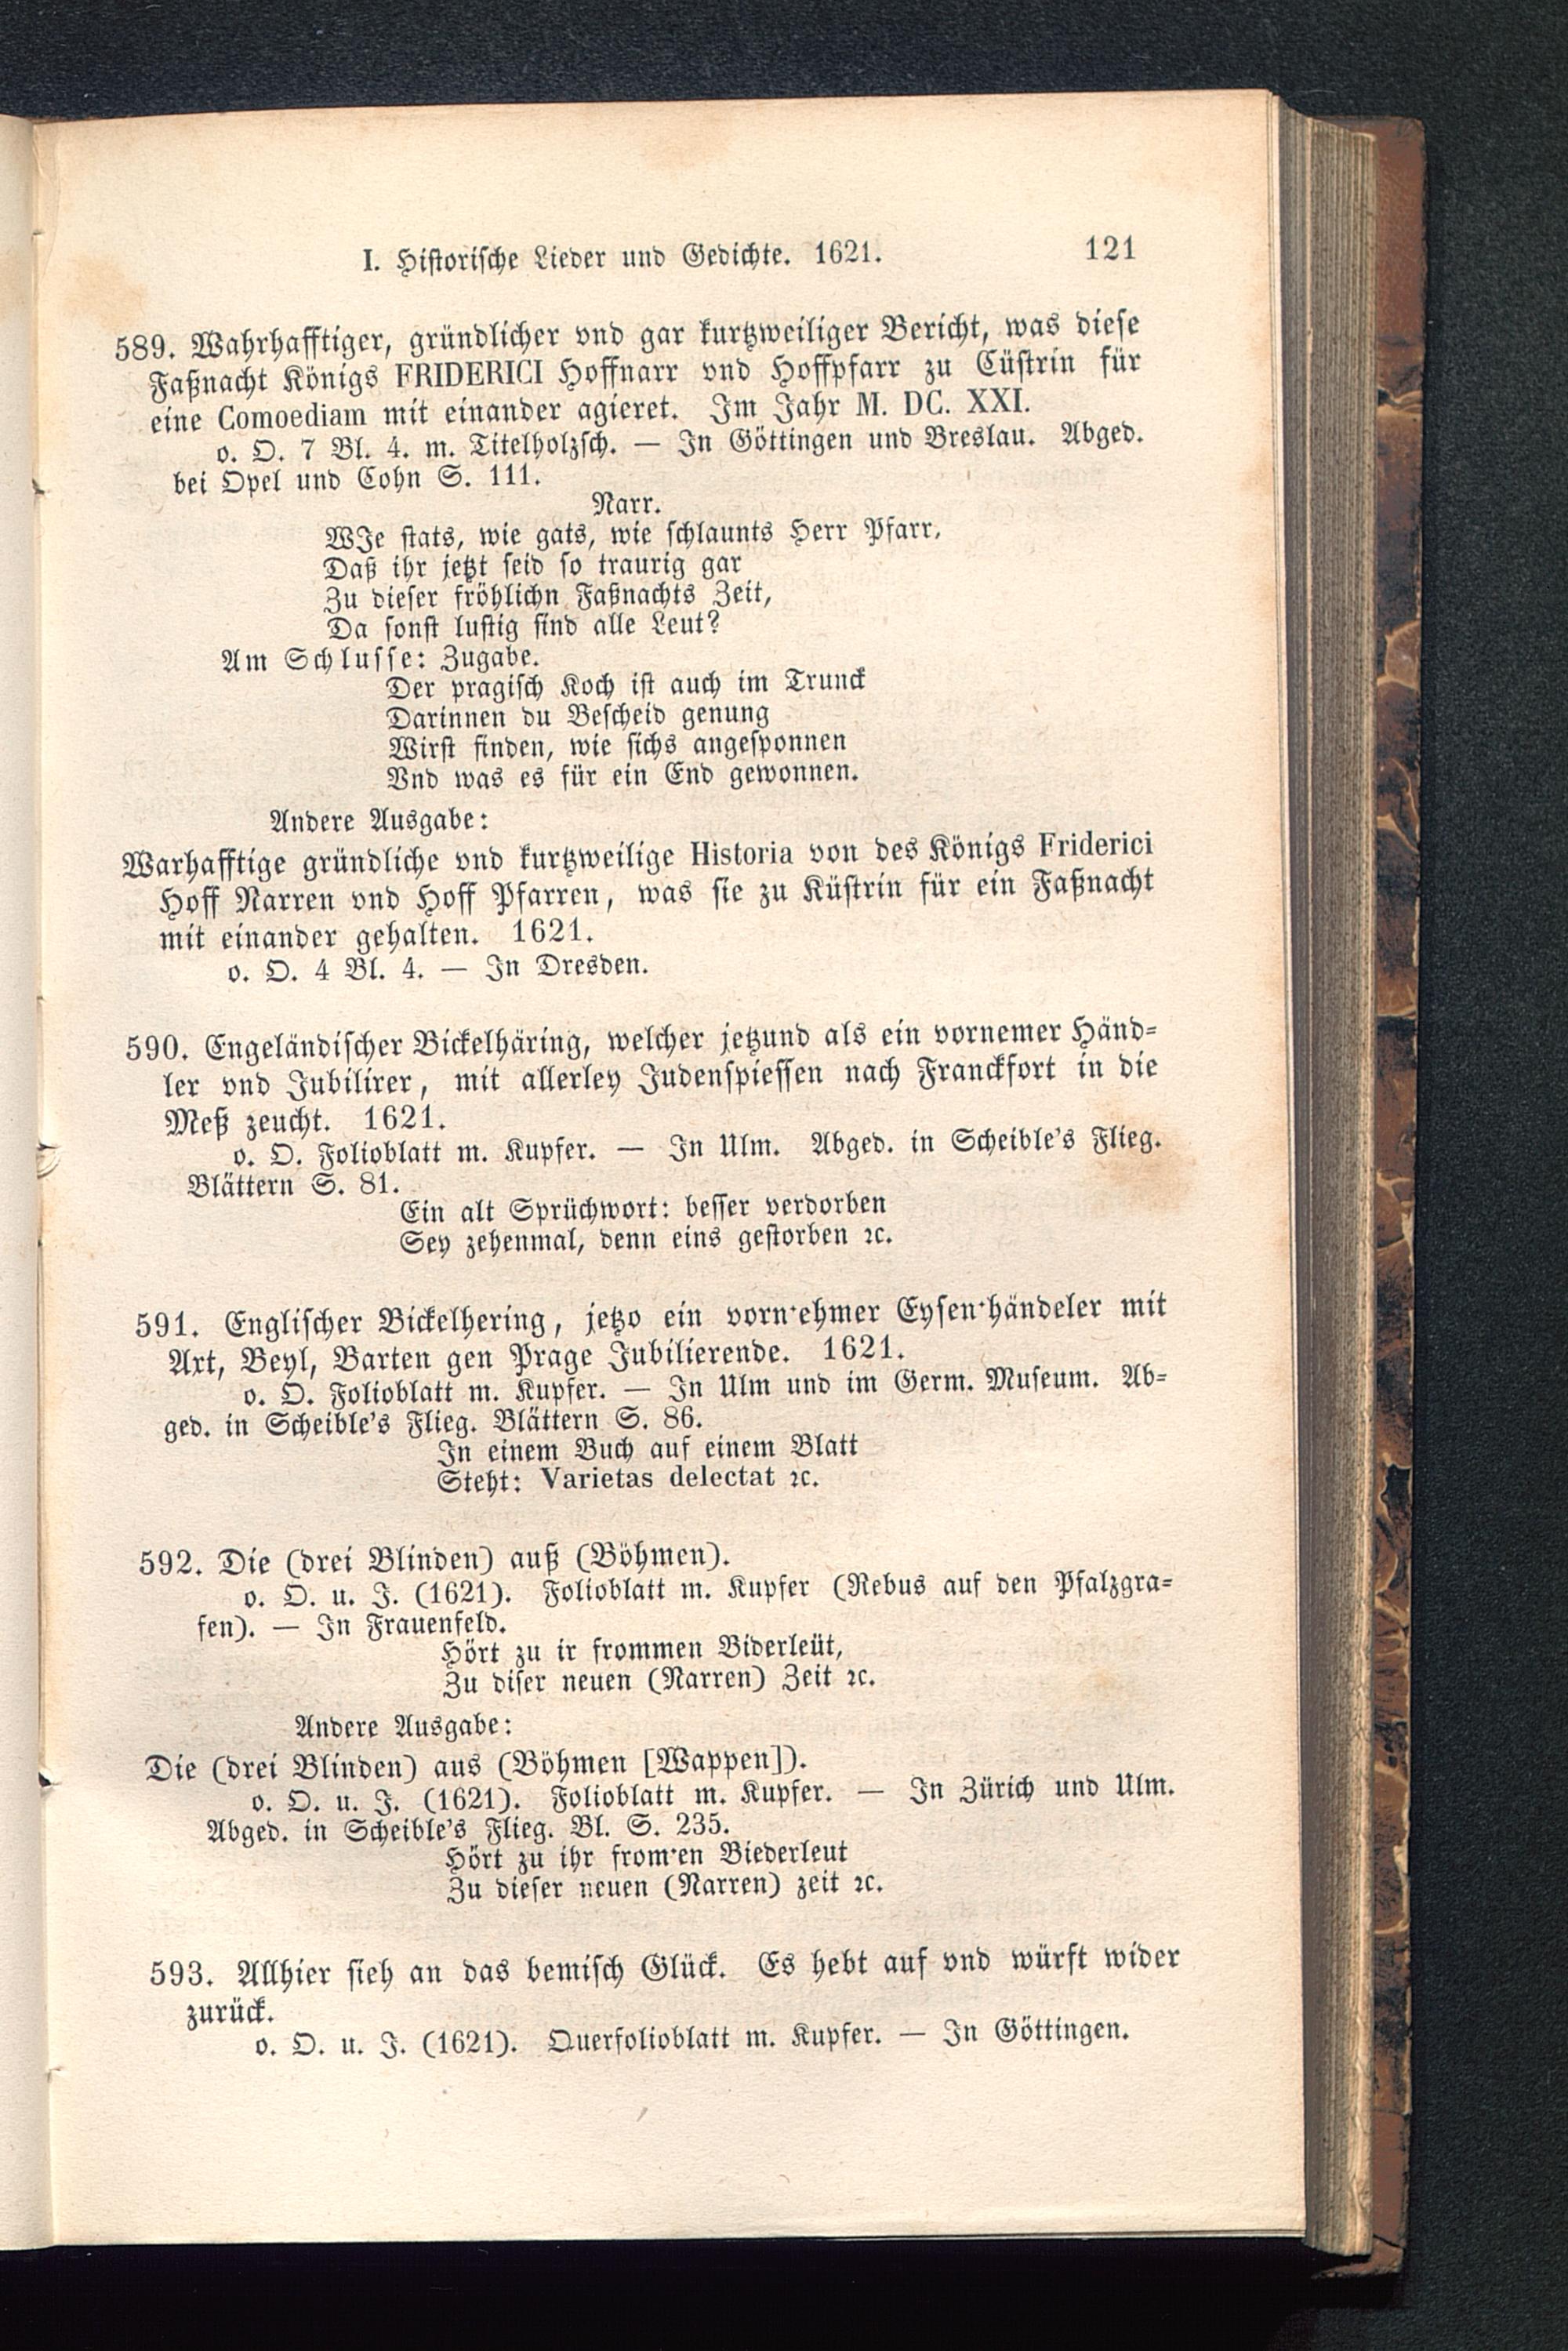 I. Historische Lieder und Gedichte. 1621. 121
589. Wahrhafftiger, gründlicher vnd gar kurtzweiliger Bericht, was diese
Faßnacht Königs FRIDERICI Hoffnarr vnd Hoffpfarr zu Cüstrin für
eine Comoediam mit einander agieret. Im Jahr M. DC. XXI.
o. O. 7 Bl. 4. m. Titelholzsch. — In Göttingen und Breslau. Abged.
bei Opel und Cohn S. 111.
Narr.
WIe stats, wie gats, wie schlaunts Herr Pfarr,
Daß ihr jetzt seid so traurig gar
Zu dieser fröhlichn Faßnachts Zeit,
Da sonst lustig sind alle Leut?
Am Schlusse: Zugabe.
Der pragisch Koch ist auch im Trunck
Darinnen du Bescheid genung
Wirst finden, wie sichs angesponnen
Vnd was es für ein End gewonnen.
Andere Ausgabe:
Warhafftige gründliche vnd kurtzweilige Historia von des Königs Friderici
Hoff Narren vnd Hoff Pfarren, was sie zu Küstrin für ein Faßnacht
mit einander gehalten. 1621.
o. O. 4 Bl. 4. — In Dresden.
590. Engeländischer Bickelhäring, welcher jetzund als ein vornemer Händ-
ler vnd Jubilirer, mit allerley Judenspiessen nach Franckfort in die
Meß zeucht. 1621.
o. O. Folioblatt m. Kupfer. — In Ulm. Abged. in Scheible's Flieg.
Blättern S. 81.
Ein alt Sprüchwort: besser verdorben
Sey zehenmal, denn eins gestorben ꝛc.
591. Englischer Bickelhering, jetzo ein vorn·ehmer Eysen·händeler mit
Axt, Beyl, Barten gen Prage Jubilierende. 1621.
o. O. Folioblatt m. Kupfer. — In Ulm und im Germ. Museum. Ab-
ged. in Scheible's Flieg. Blättern S. 86.
In einem Buch auf einem Blatt
Steht: Varietas delectat ꝛc.
592. Die (drei Blinden) auß (Böhmen).
o. O. u. J. (1621). Folioblatt m. Kupfer (Rebus auf den Pfalzgra-
fen). — In Frauenfeld.
Hört zu ir frommen Biderleüt,
Zu diser neuen (Narren) Zeit ꝛc.
Andere Ausgabe:
Die (drei Blinden) aus (Böhmen [Wappen]).
o. O. u. J. (1621). Folioblatt m. Kupfer. — In Zürich und Ulm.
Abged. in Scheible's Flieg. Bl. S. 235.
Hört zu ihr from·en Biederleut
Zu dieser neuen (Narren) zeit ꝛc.
593. Allhier sieh an das bemisch Glück. Es hebt auf vnd würft wider
zurück.
o. O. u. J. (1621). Querfolioblatt m. Kupfer. — In Göttingen.